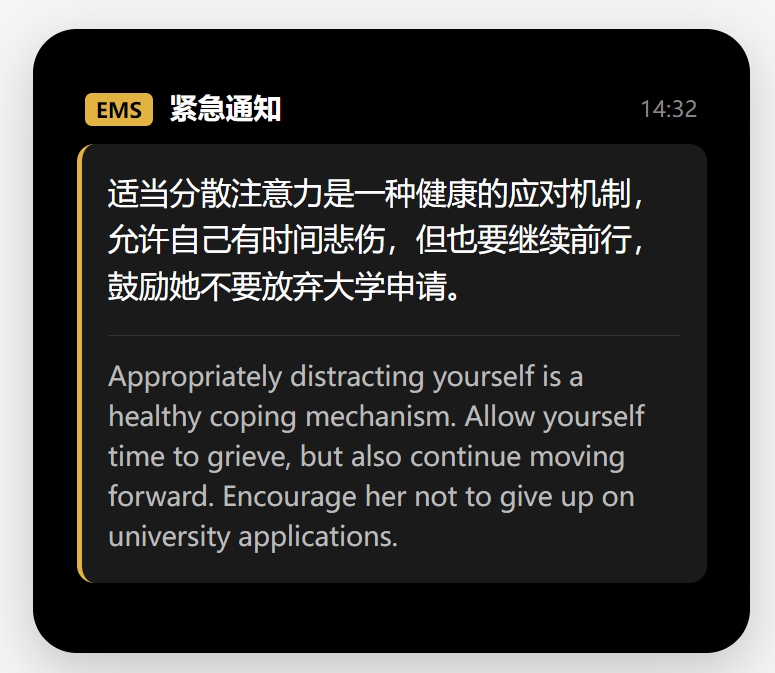 EMS 紧急通知 14:32
适当分散注意力是一种健康的应对机制，
允许自己有时间悲伤，但也要继续前行，
鼓励她不要放弃大学申请。
Appropriately distracting yourself is a
healthy coping mechanism. Allow yourself
time to grieve, but also continue moving
forward. Encourage her not to give up on
university applications.